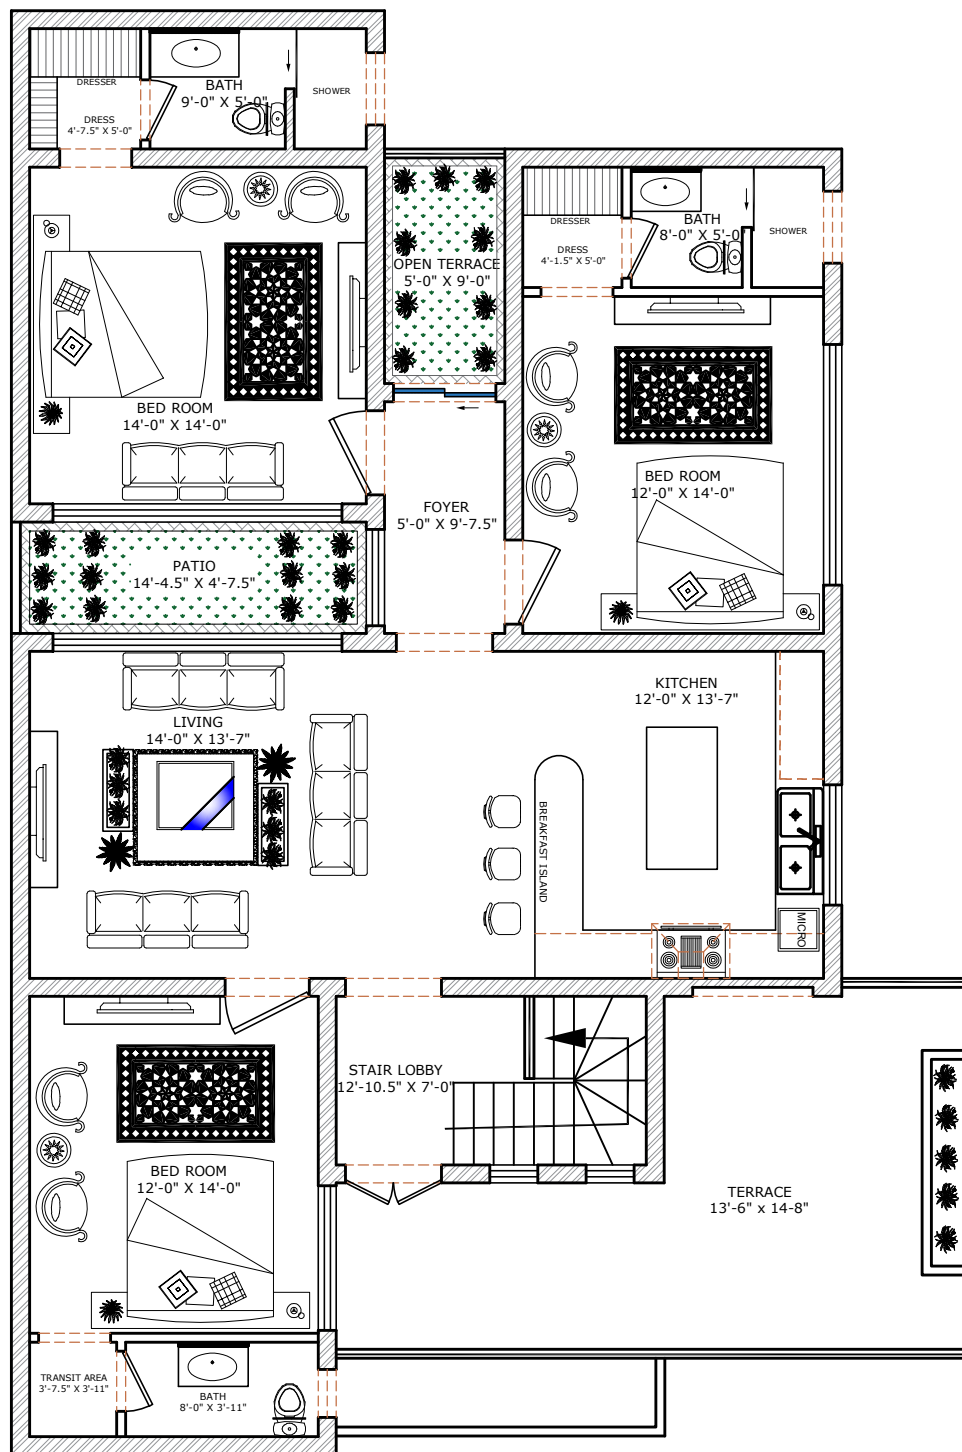 DRESSER
BATH
9'-0" X 5'-0"
SHOWER
DRESS
4'-7.5" X 5'-0"
DRESSER
BATH
8'-0" X 5'-0"
SHOWER
DRESS
4'-1.5" X 5'-0"
OPEN TERRACE
5'-0" X 9'-0"
BED ROOM
14'-0" X 14'-0"
BED ROOM
12'-0" X 14'-0"
FOYER
5'-0" X 9'-7.5"
PATIO
14'-4.5" X 4'-7.5"
KITCHEN
12'-0" X 13'-7"
LIVING
14'-0" X 13'-7"
BREAKFAST ISLAND
MICRO
STAIR LOBBY
12'-10.5" X 7'-0"
BED ROOM
12'-0" X 14'-0"
TERRACE
13'-6" x 14-8"
TRANSIT AREA
3'-7.5" X 3'-11"
BATH
8'-0" X 3'-11"